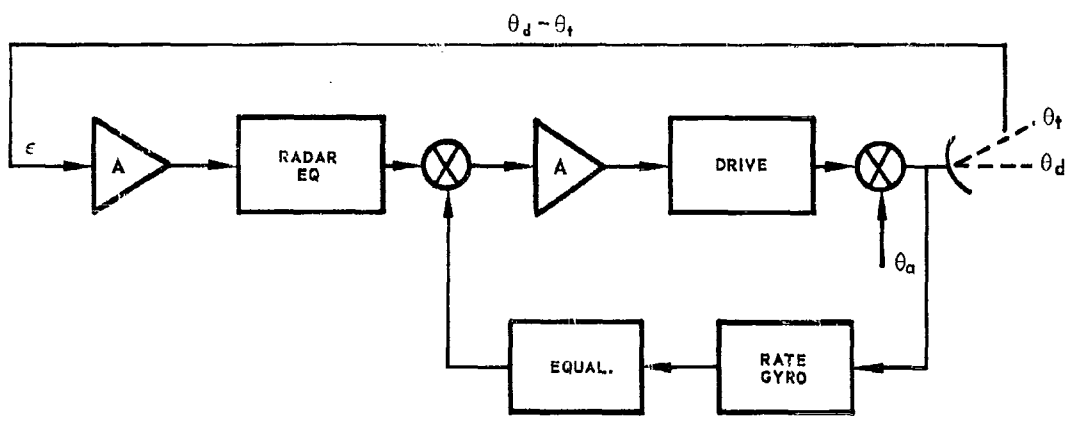 θd - θt
ε
A
RADAR
EQ
A
DRIVE
θt
θd
θa
EQUAL.
RATE
GYRO